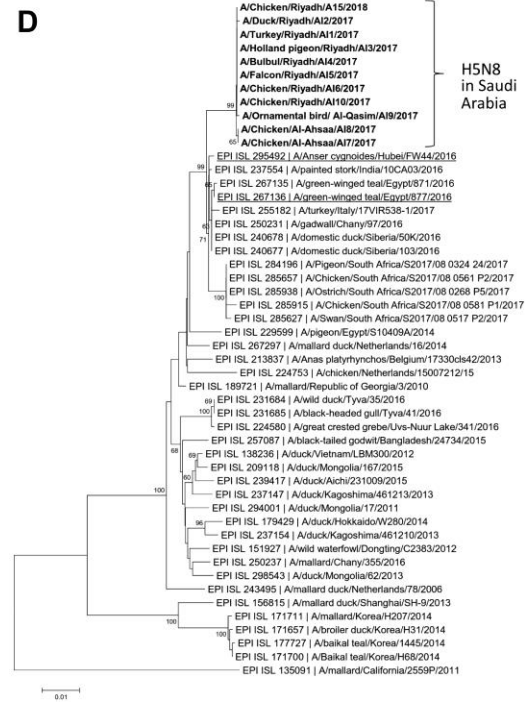 D
A/Chicken/Riyadh/A15/2018
A/Duck/Riyadh/AI2/2017
A/Turkey/Riyadh/AI1/2017
A/Holland pigeon/Riyadh/AI3/2017
A/Bulbul/Riyadh/AI4/2017
A/Falcon/Riyadh/AI5/2017
A/Chicken/Riyadh/AI6/2017
A/Chicken/Riyadh/AI10/2017
A/Ornamental bird/ Al-Qasim/AI9/2017
A/Chicken/Al-Ahsaa/AI8/2017
A/Chicken/Al-Ahsaa/AI7/2017
H5N8
in Saudi
Arabia
99
65
EPI ISL 295492 | A/Anser cygnoides/Hubei/FW44/2016
99
EPI ISL 237554 | A/painted stork/India/10CA03/2016
EPI ISL 267135 | A/green-winged teal/Egypt/871/2016
EPI ISL 267136 | A/green-winged teal/Egypt/877/2016
EPI ISL 255182 | A/turkey/Italy/17VIR538-1/2017
EPI ISL 250231 | A/gadwall/Chany/97/2016
71
EPI ISL 240678 | A/domestic duck/Siberia/50K/2016
EPI ISL 240677 | A/domestic duck/Siberia/103/2016
EPI ISL 284196 | A/Pigeon/South Africa/S2017/08 0324 24/2017
EPI ISL 285657 | A/Chicken/South Africa/S2017/08 0561 P2/2017
EPI ISL 285938 | A/Ostrich/South Africa/S2017/08 0268 P5/2017
100
EPI ISL 285915 | A/Chicken/South Africa/S2017/08 0581 P1/2017
EPI ISL 285627 | A/Swan/South Africa/S2017/08 0517 P2/2017
EPI ISL 229599 | A/pigeon/Egypt/S10409A/2014
EPI ISL 267297 | A/mallard duck/Netherlands/16/2014
EPI ISL 213837 | A/Anas platyrhynchos/Belgium/17330cls42/2013
EPI ISL 224753 | A/chicken/Netherlands/15007212/15
EPI ISL 189721 | A/mallard/Republic of Georgia/3/2010
69
EPI ISL 231684 | A/wild duck/Tyva/35/2016
100
EPI ISL 231685 | A/black-headed gull/Tyva/41/2016
EPI ISL 224580 | A/great crested grebe/Uvs-Nuur Lake/341/2016
EPI ISL 257087 | A/black-tailed godwit/Bangladesh/24734/2015
68
69
EPI ISL 138236 | A/duck/Vietnam/LBM300/2012
EPI ISL 209118 | A/duck/Mongolia/167/2015
60
EPI ISL 239417 | A/duck/Aichi/231009/2015
EPI ISL 237147 | A/duck/Kagoshima/461213/2013
100
EPI ISL 294001 | A/duck/Mongolia/17/2011
96
EPI ISL 179429 | A/duck/Hokkaido/W280/2014
EPI ISL 237154 | A/duck/Kagoshima/461210/2013
EPI ISL 151927 | A/wild waterfowl/Dongting/C2383/2012
EPI ISL 250237 | A/mallard/Chany/355/2016
EPI ISL 298543 | A/duck/Mongolia/62/2013
EPI ISL 243495 | A/mallard duck/Netherlands/78/2006
EPI ISL 156815 | A/mallard duck/Shanghai/SH-9/2013
100
EPI ISL 171711 | A/mallard/Korea/H207/2014
EPI ISL 171657 | A/broiler duck/Korea/H31/2014
100
EPI ISL 177727 | A/baikal teal/Korea/1445/2014
EPI ISL 171700 | A/Baikal teal/Korea/H68/2014
EPI ISL 135091 | A/mallard/California/2559P/2011
0.01